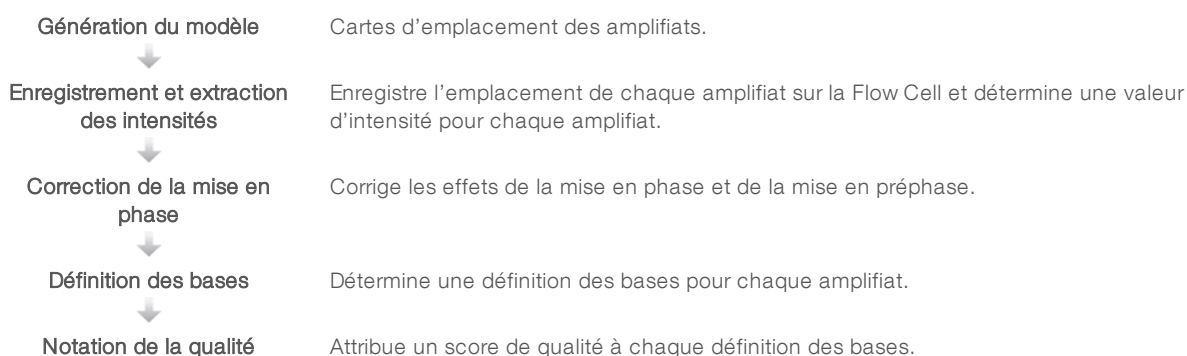 Génération du modèle
Cartes d’emplacement des amplifiats.
Enregistrement et extraction
des intensités
Enregistre l’emplacement de chaque amplifiat sur la Flow Cell et détermine une valeur
d’intensité pour chaque amplifiat.
Correction de la mise en
phase
Corrige les effets de la mise en phase et de la mise en préphase.
Définition des bases
Détermine une définition des bases pour chaque amplifiat.
Notation de la qualité
Attribue un score de qualité à chaque définition des bases.